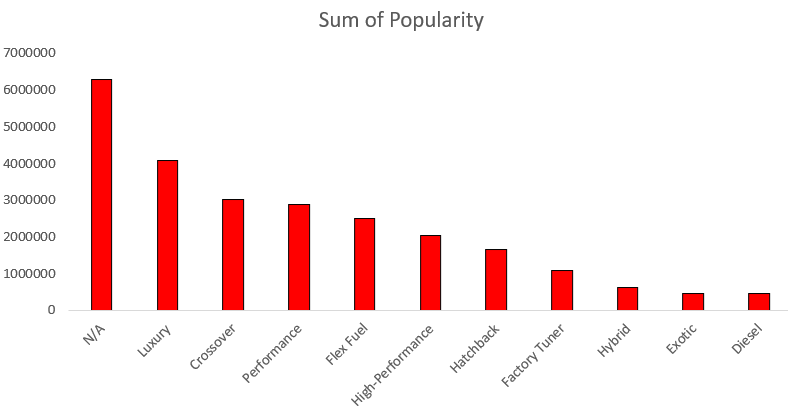 Sum of Popularity
7000000
6000000
5000000
4000000
3000000
2000000
1000000
0
N/A
Luxury
Crossover
Performance
Flex Fuel
High-Performance
Hatchback
Factory Tuner
Hybrid
Exotic
Diesel